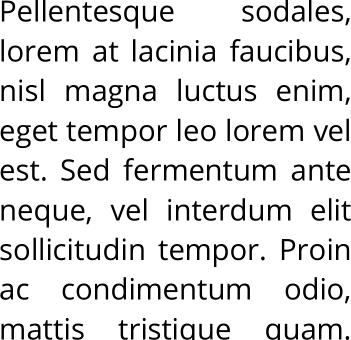 Pellentesque sodales,
lorem at lacinia faucibus,
nisl magna luctus enim,
eget tempor leo lorem vel
est. Sed fermentum ante
neque, vel interdum elit
sollicitudin tempor. Proin
ac condimentum odio,
mattis tristique quam.